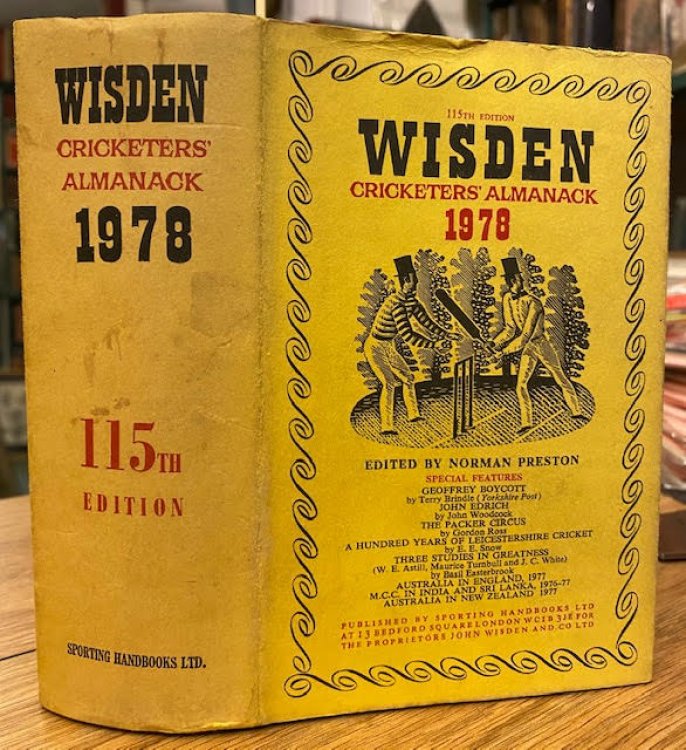 WISDEN
CRICKETERS'
ALMANACK
1978
115TH
EDITION
SPORTING HANDBOOKS LTD.
115TH EDITION
WISDEN
CRICKETERS' ALMANACK
1978
EDITED BY NORMAN PRESTON
SPECIAL FEATURES
GEOFFREY BOYCOTT
by Terry Brindle (Yorkshire Post)
JOHN EDRICH
by John Woodcock
THE PACKER CIRCUS
by Gordon Ross
A HUNDRED YEARS OF LEICESTERSHIRE CRICKET
by E. E. Snow
THREE STUDIES IN GREATNESS
(W. E. Astill, Maurice Turnbull and J. C. White)
by Basil Easterbrook
AUSTRALIA IN ENGLAND, 1977
M.C.C. IN INDIA AND SRI LANKA, 1976-77
AUSTRALIA IN NEW ZEALAND 1977
PUBLISHED BY SPORTING HANDBOOKS LTD
AT 13 BEDFORD SQUARE LONDON WC1B 3JE FOR
THE PROPRIETORS JOHN WISDEN AND CO LTD